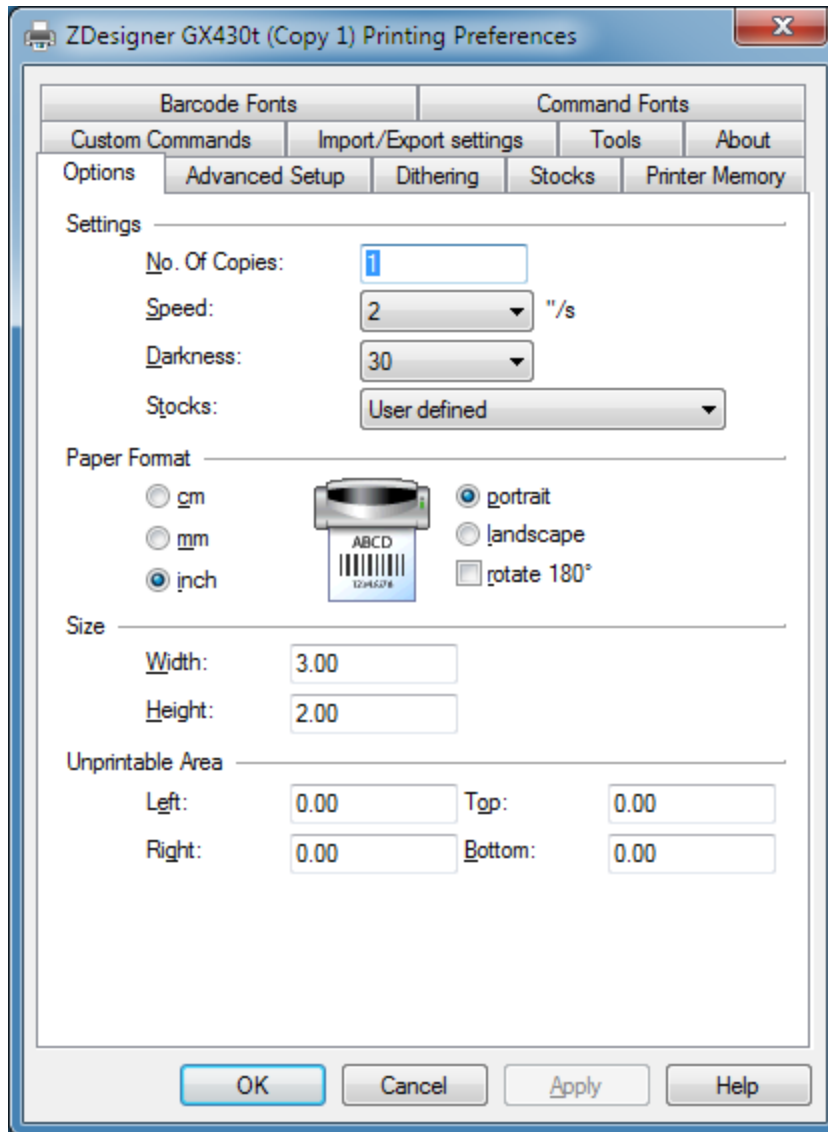 ZDesigner GX430t (Copy 1) Printing Preferences
Barcode Fonts Command Fonts
Custom Commands Import/Export settings Tools About
Options Advanced Setup Dithering Stocks Printer Memory
Settings
No. Of Copies: 1
Speed: 2 "/s
Darkness: 30
Stocks: User defined
Paper Format
cm portrait
mm landscape
inch rotate 180°
ABCD
Size
Width: 3.00
Height: 2.00
Unprintable Area
Left: 0.00 Top: 0.00
Right: 0.00 Bottom: 0.00
OK Cancel Apply Help